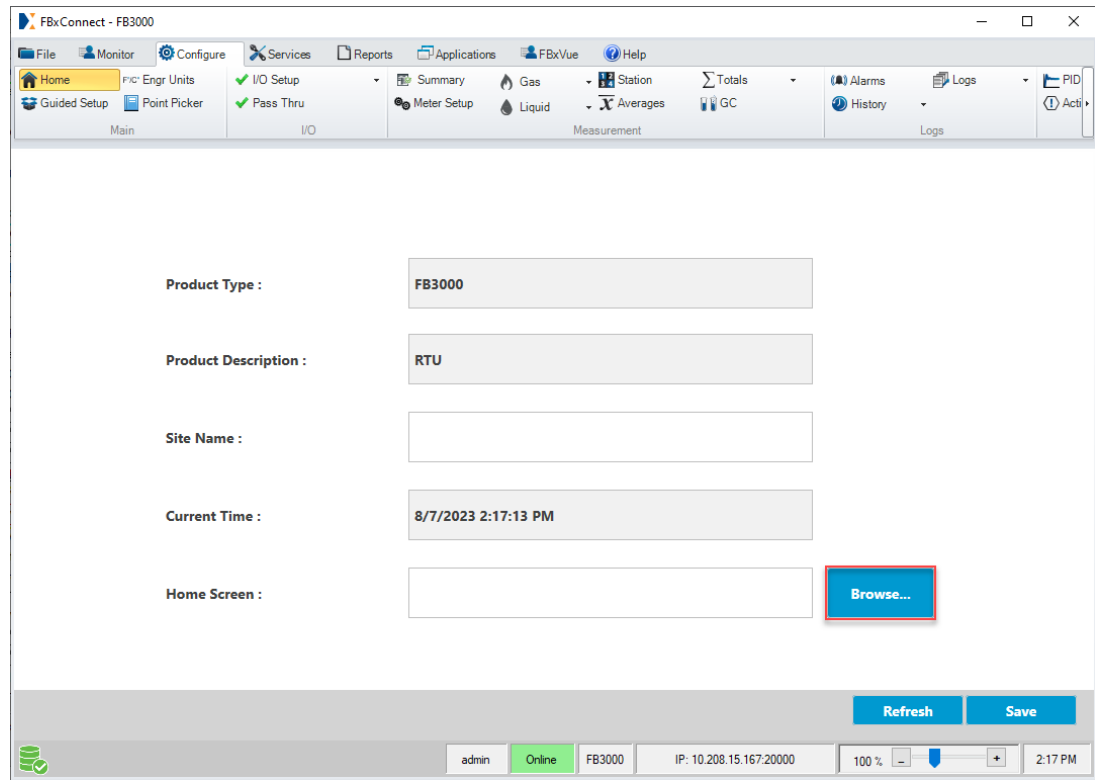 FBxConnect - FB3000
File Monitor Configure Services Reports Applications FBxVue Help
Home F²/C° Engr Units I/O Setup Summary Gas Station Totals (A) Alarms Logs PID
Guided Setup Point Picker Pass Thru Meter Setup Liquid X Averages GC History Acti
Main I/O Measurement Logs
Product Type : FB3000
Product Description : RTU
Site Name :
Current Time : 8/7/2023 2:17:13 PM
Home Screen : Browse...
Refresh Save
admin Online FB3000 IP: 10.208.15.167:20000 100 % - + 2:17 PM